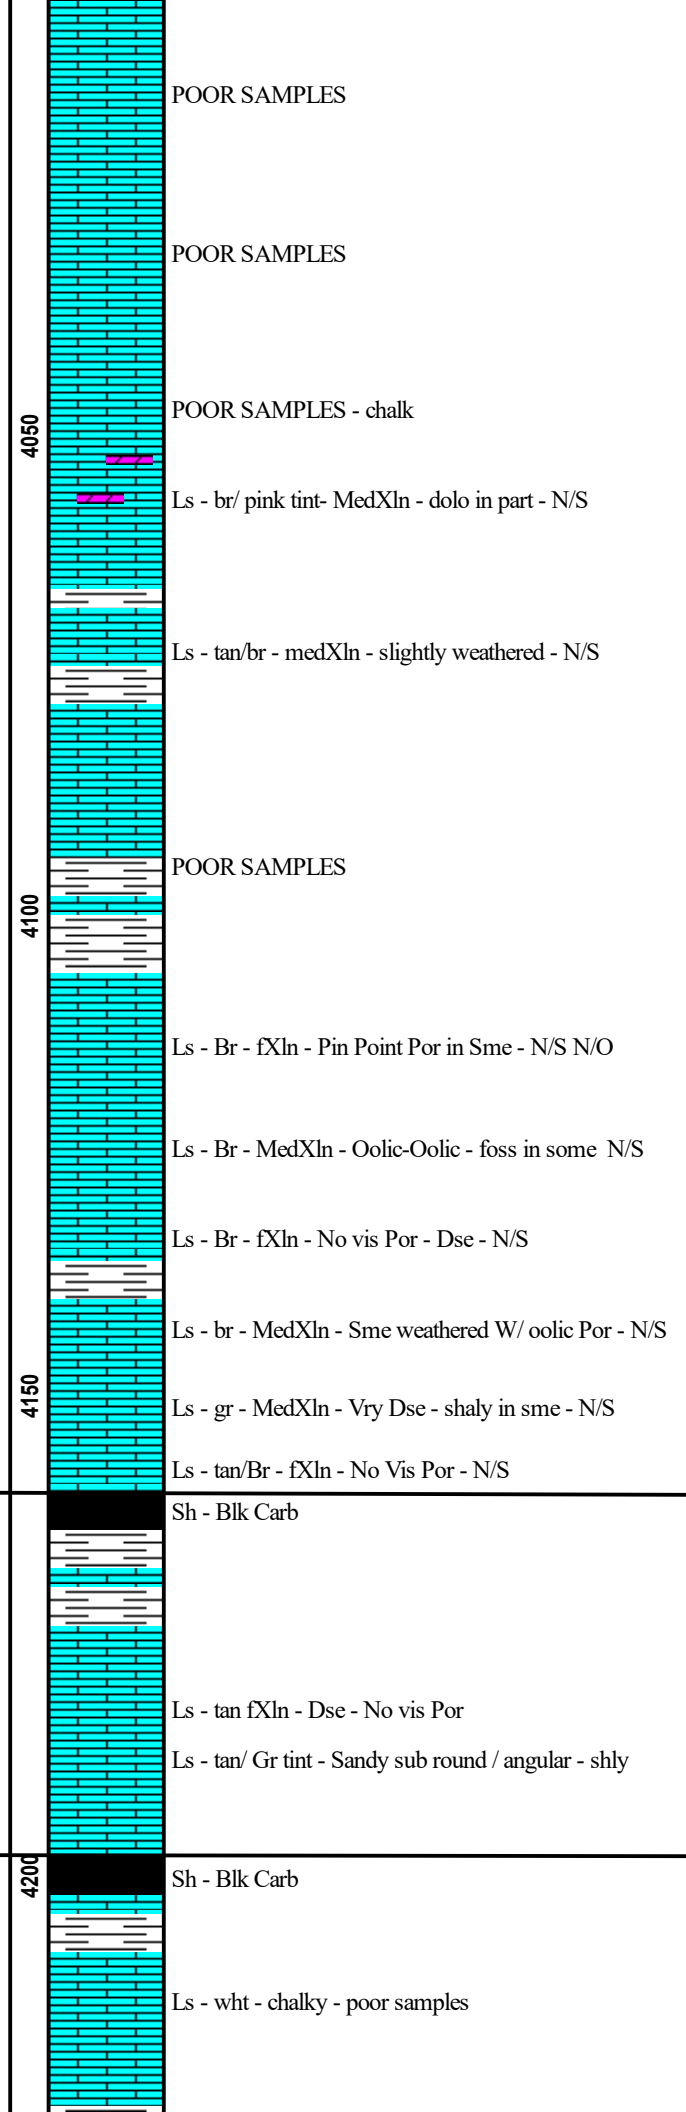 POOR SAMPLES
POOR SAMPLES
POOR SAMPLES - chalk
4050
Ls - br/ pink tint- MedXln - dolo in part - N/S
Ls - tan/br - medXln - slightly weathered - N/S
POOR SAMPLES
4100
Ls - Br - fXln - Pin Point Por in Sme - N/S N/O
Ls - Br - MedXln - Oolic-Oolic - foss in some  N/S
Ls - Br - fXln - No vis Por - Dse - N/S
Ls - br - MedXln - Sme weathered W/ oolic Por - N/S
4150
Ls - gr - MedXln - Vry Dse - shaly in sme - N/S
Ls - tan/Br - fXln - No Vis Por - N/S
Sh - Blk Carb
Ls - tan fXln - Dse - No vis Por
Ls - tan/ Gr tint - Sandy sub round / angular - shly
4200
Sh - Blk Carb
Ls - wht - chalky - poor samples